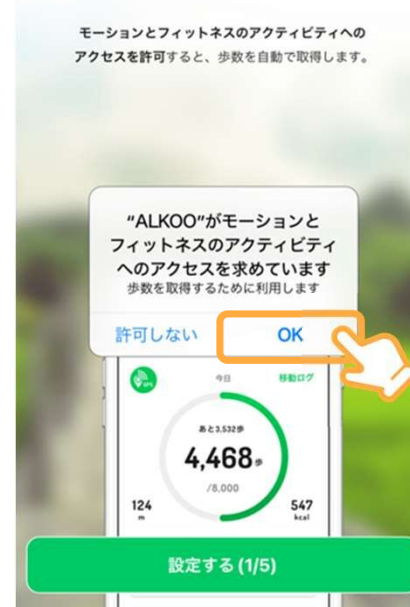 モーションとフィットネスのアクティビティへの
アクセスを許可すると、歩数を自動で取得します。
“ALKOO”がモーションと
フィットネスのアクティビティ
へのアクセスを求めています
歩数を取得するために利用します
許可しない OK
GPS 今日 移動ログ
あと3,532歩
4,468歩
/8,000
124 547
m kcal
設定する (1/5)